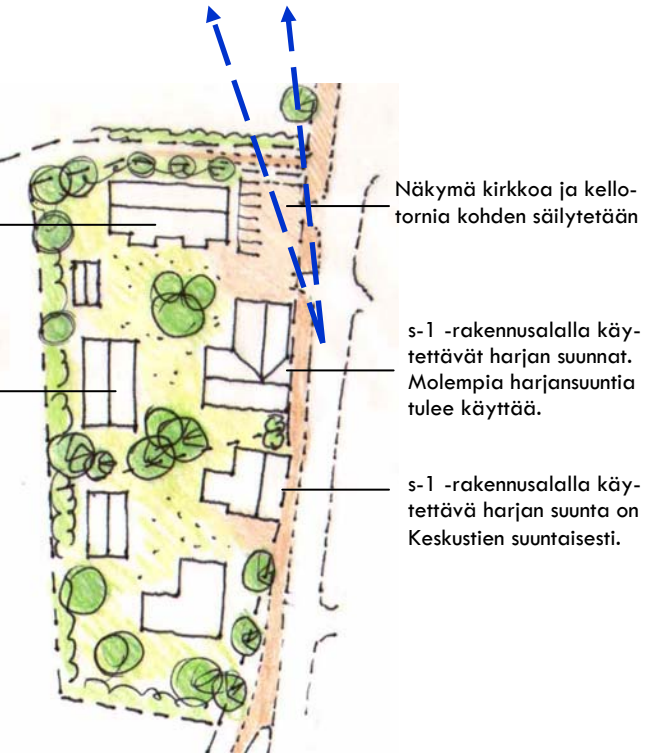 Näkymä kirkkoa ja kello-
tornia kohden säilytetään
s-1 -rakennusalalla käy-
tettävät harjan suunnat.
Molempia harjansuuntia
tulee käyttää.
s-1 -rakennusalalla käy-
tettävä harjan suunta on
Keskustien suuntaisesti.